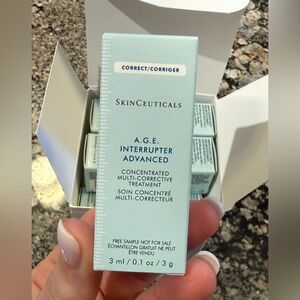 CORRECT/CORRIGER
SKINCEUTICALS
A.G.E.
INTERRUPTER
ADVANCED
CONCENTRATED
MULTI-CORRECTIVE
TREATMENT
SOIN CONCENTRÉ
MULTI-CORRECTEUR
FREE SAMPLE NOT FOR SALE
ÉCHANTILLON GRATUIT NE PEUT
ÊTRE VENDU
3 ml / 0.1 oz / 3 g